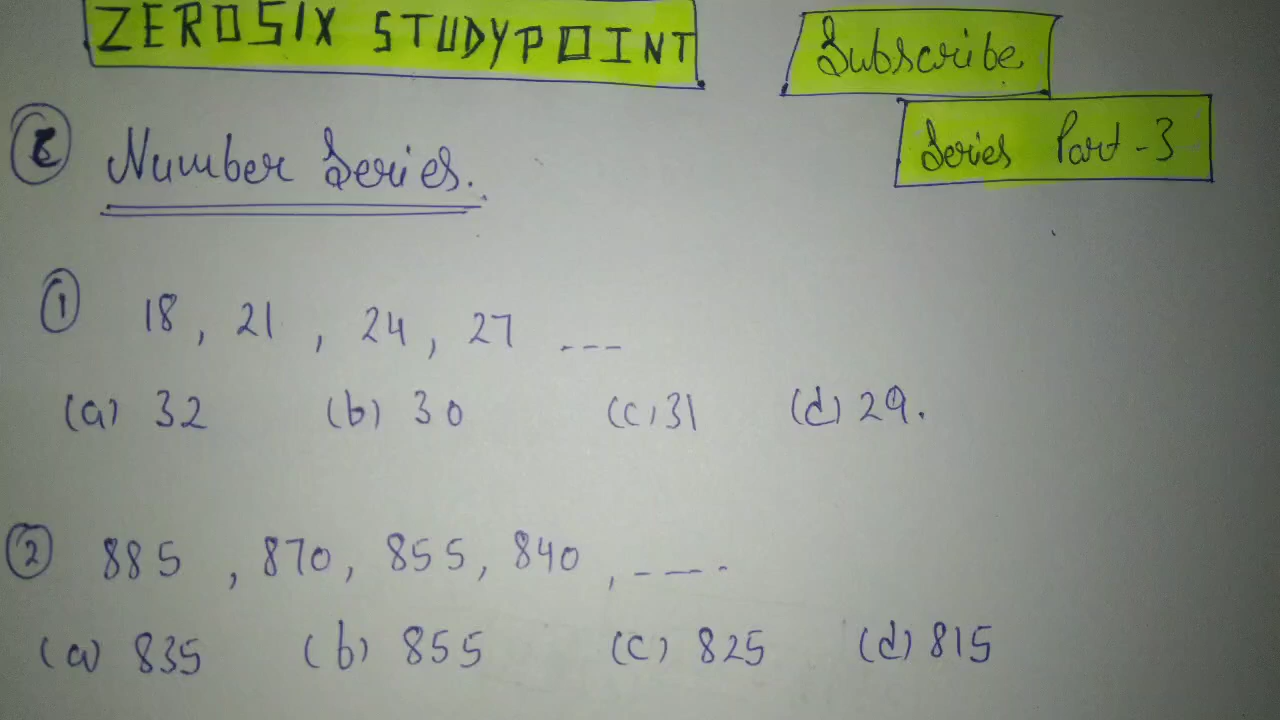 ZEROSIX STUDYPOINT
Subscribe
Series Part-3
Number Series.
① 18, 21, 24, 27 ---
(a) 32 (b) 30 (c) 31 (d) 29.
② 885, 870, 855, 840, ----
(a) 835 (b) 855 (c) 825 (d) 815